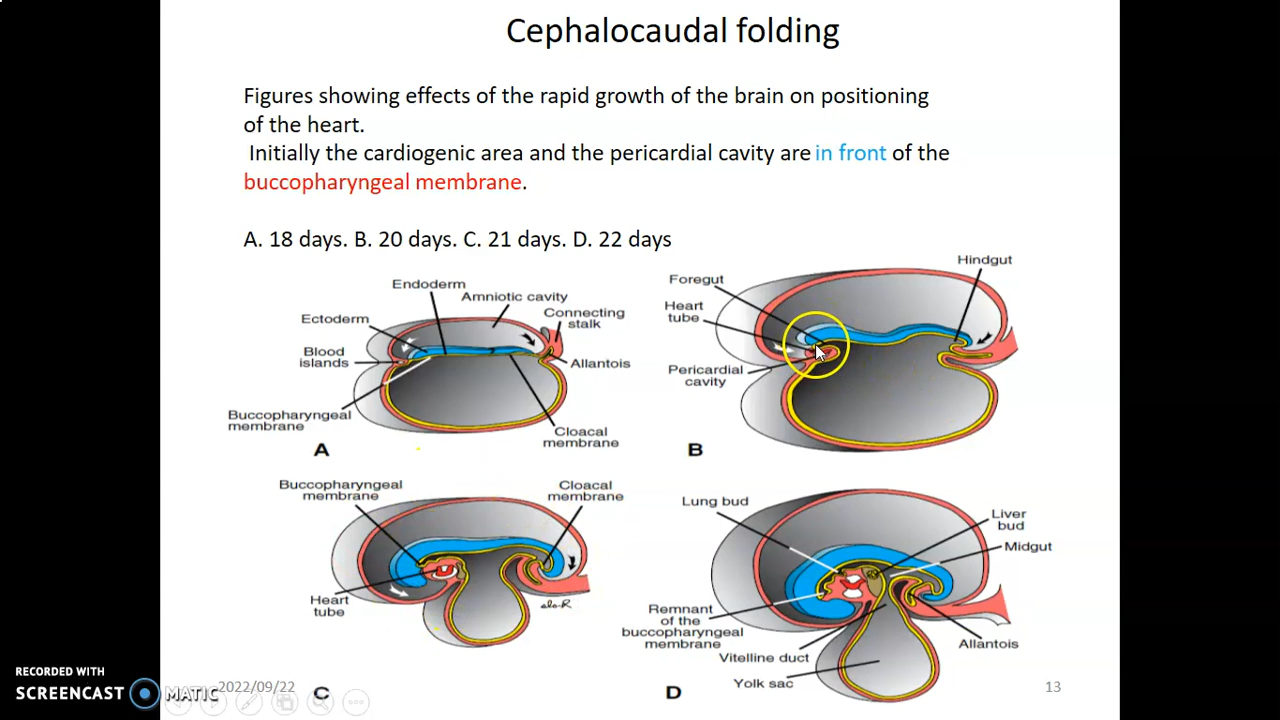 Cephalocaudal folding
Figures showing effects of the rapid growth of the brain on positioning
of the heart.
Initially the cardiogenic area and the pericardial cavity are in front of the
buccopharyngeal membrane.
A. 18 days. B. 20 days. C. 21 days. D. 22 days
Endoderm
Amniotic cavity
Connecting
stalk
Ectoderm
Blood
islands
Allantois
Buccopharyngeal
membrane
Cloacal
membrane
A
Hindgut
Foregut
Heart
tube
Pericardial
cavity
B
Buccopharyngeal
membrane
Cloacal
membrane
Heart
tube
C
Lung bud
Liver
bud
Midgut
Remnant
of the
buccopharyngeal
membrane
Vitelline duct
Yolk sac
Allantois
D
RECORDED WITH
SCREENCAST MATIC
2022/09/22
13